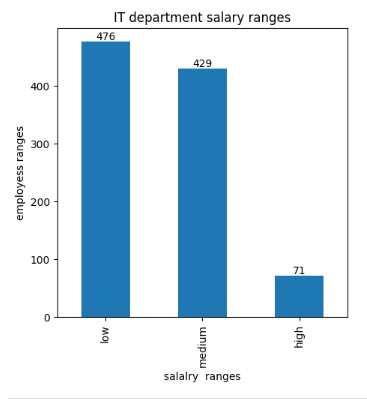 IT department salary ranges
476
429
71
400
300
200
100
0
employess ranges
low
medium
high
salalry  ranges